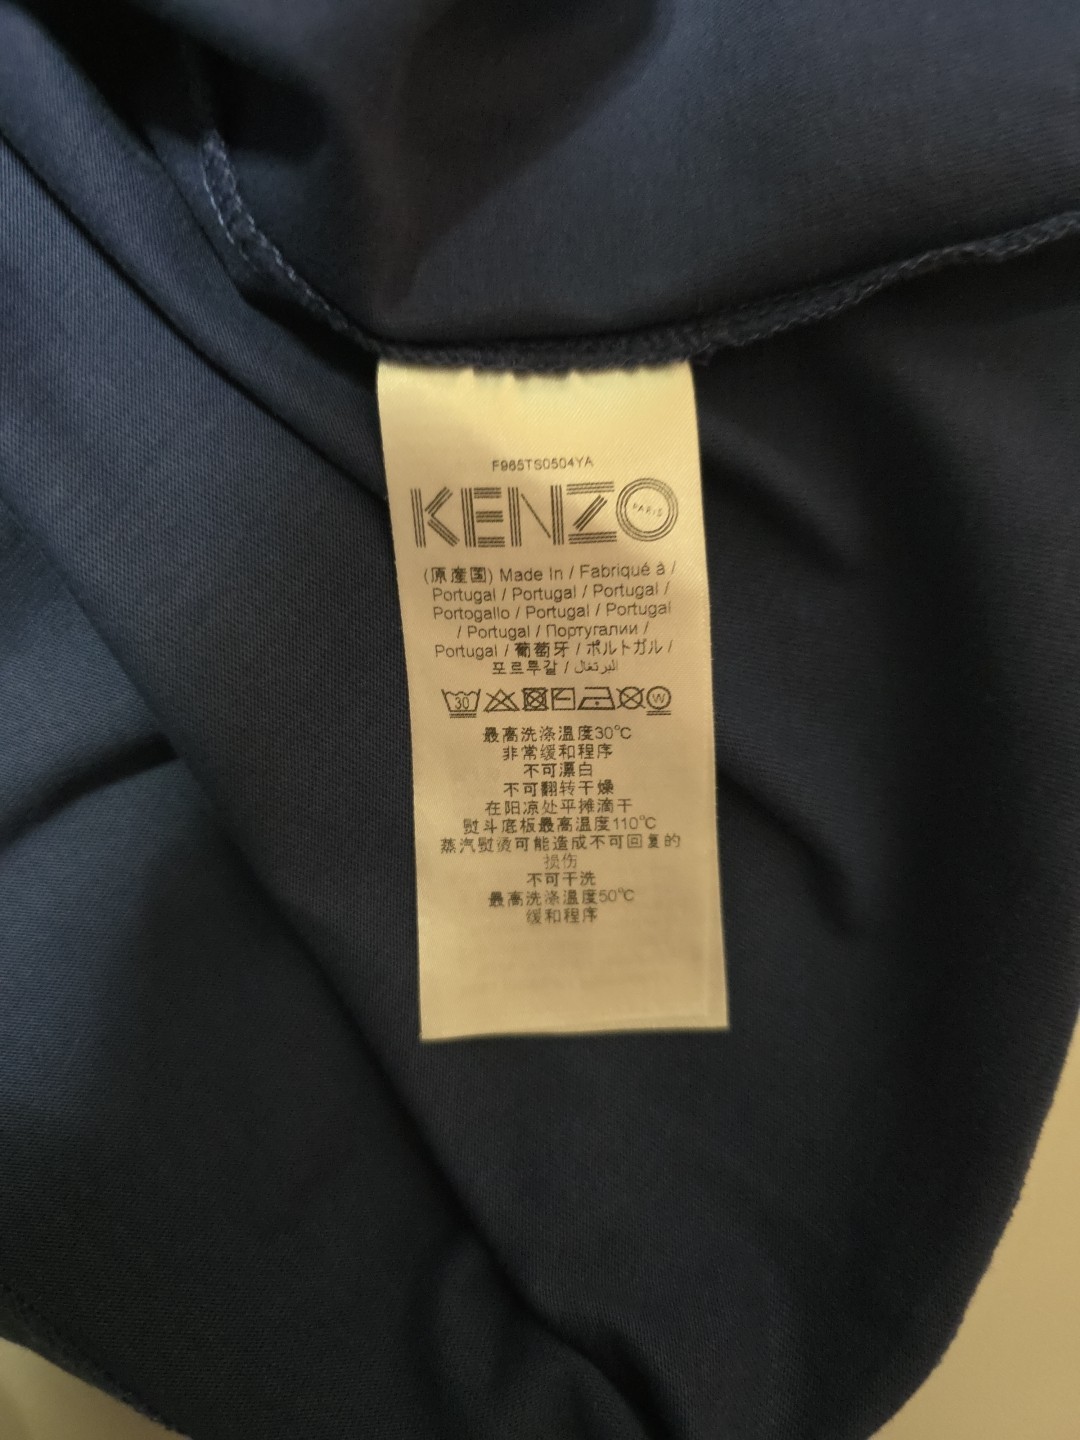 F965TS0504YA
KENZO
PARIS
(原産国) Made In / Fabriqué à /
Portugal / Portugal / Portugal /
Portogallo / Portugal / Portugal
/ Portugal / Португалии /
Portugal / 葡萄牙 / ポルトガル /
포르투갈 / البرتغال
30 W
最高洗涤温度30°C
非常缓和程序
不可漂白
不可翻转干燥
在阳凉处平摊滴干
熨斗底板最高温度110°C
蒸汽熨烫可能造成不可回复的
损伤
不可干洗
最高洗涤温度50°C
缓和程序